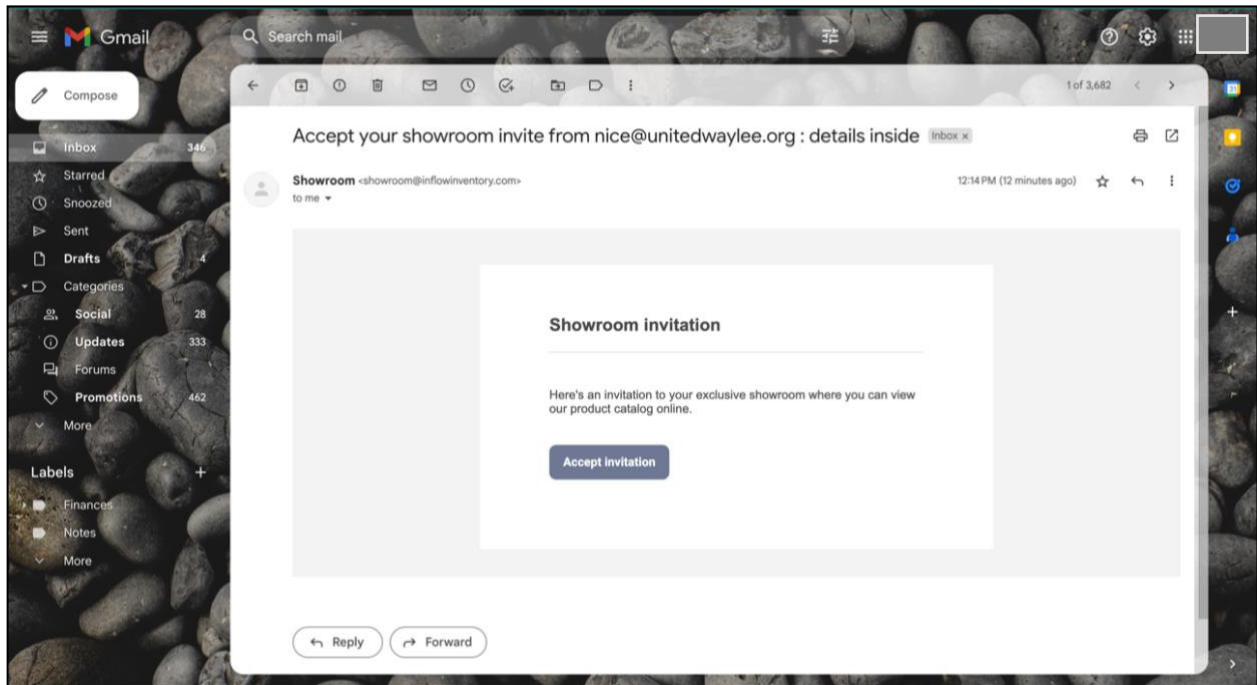 Gmail
Search mail
Compose
1 of 3,682
Inbox 346
Starred
Snoozed
Sent
Drafts 4
Categories
Social 28
Updates 333
Forums
Promotions 462
More
Labels
Finances
Notes
More
Accept your showroom invite from nice@unitedwaylee.org : details inside Inbox x
Showroom <showroom@inflowinventory.com> 12:14 PM (12 minutes ago)
to me
Showroom invitation
Here's an invitation to your exclusive showroom where you can view
our product catalog online.
Accept invitation
Reply Forward
31